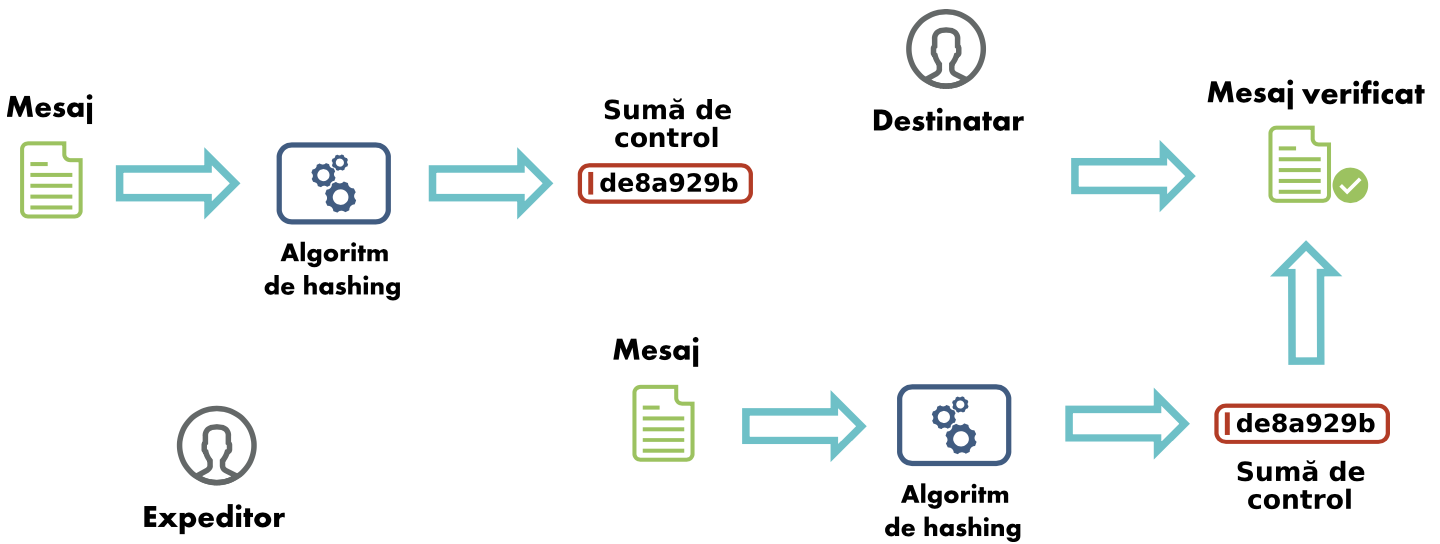 Mesaj
Algoritm
de hashing
Sumă de
control
de8a929b
Expeditor
Destinatar
Mesaj verificat
Mesaj
Algoritm
de hashing
de8a929b
Sumă de
control